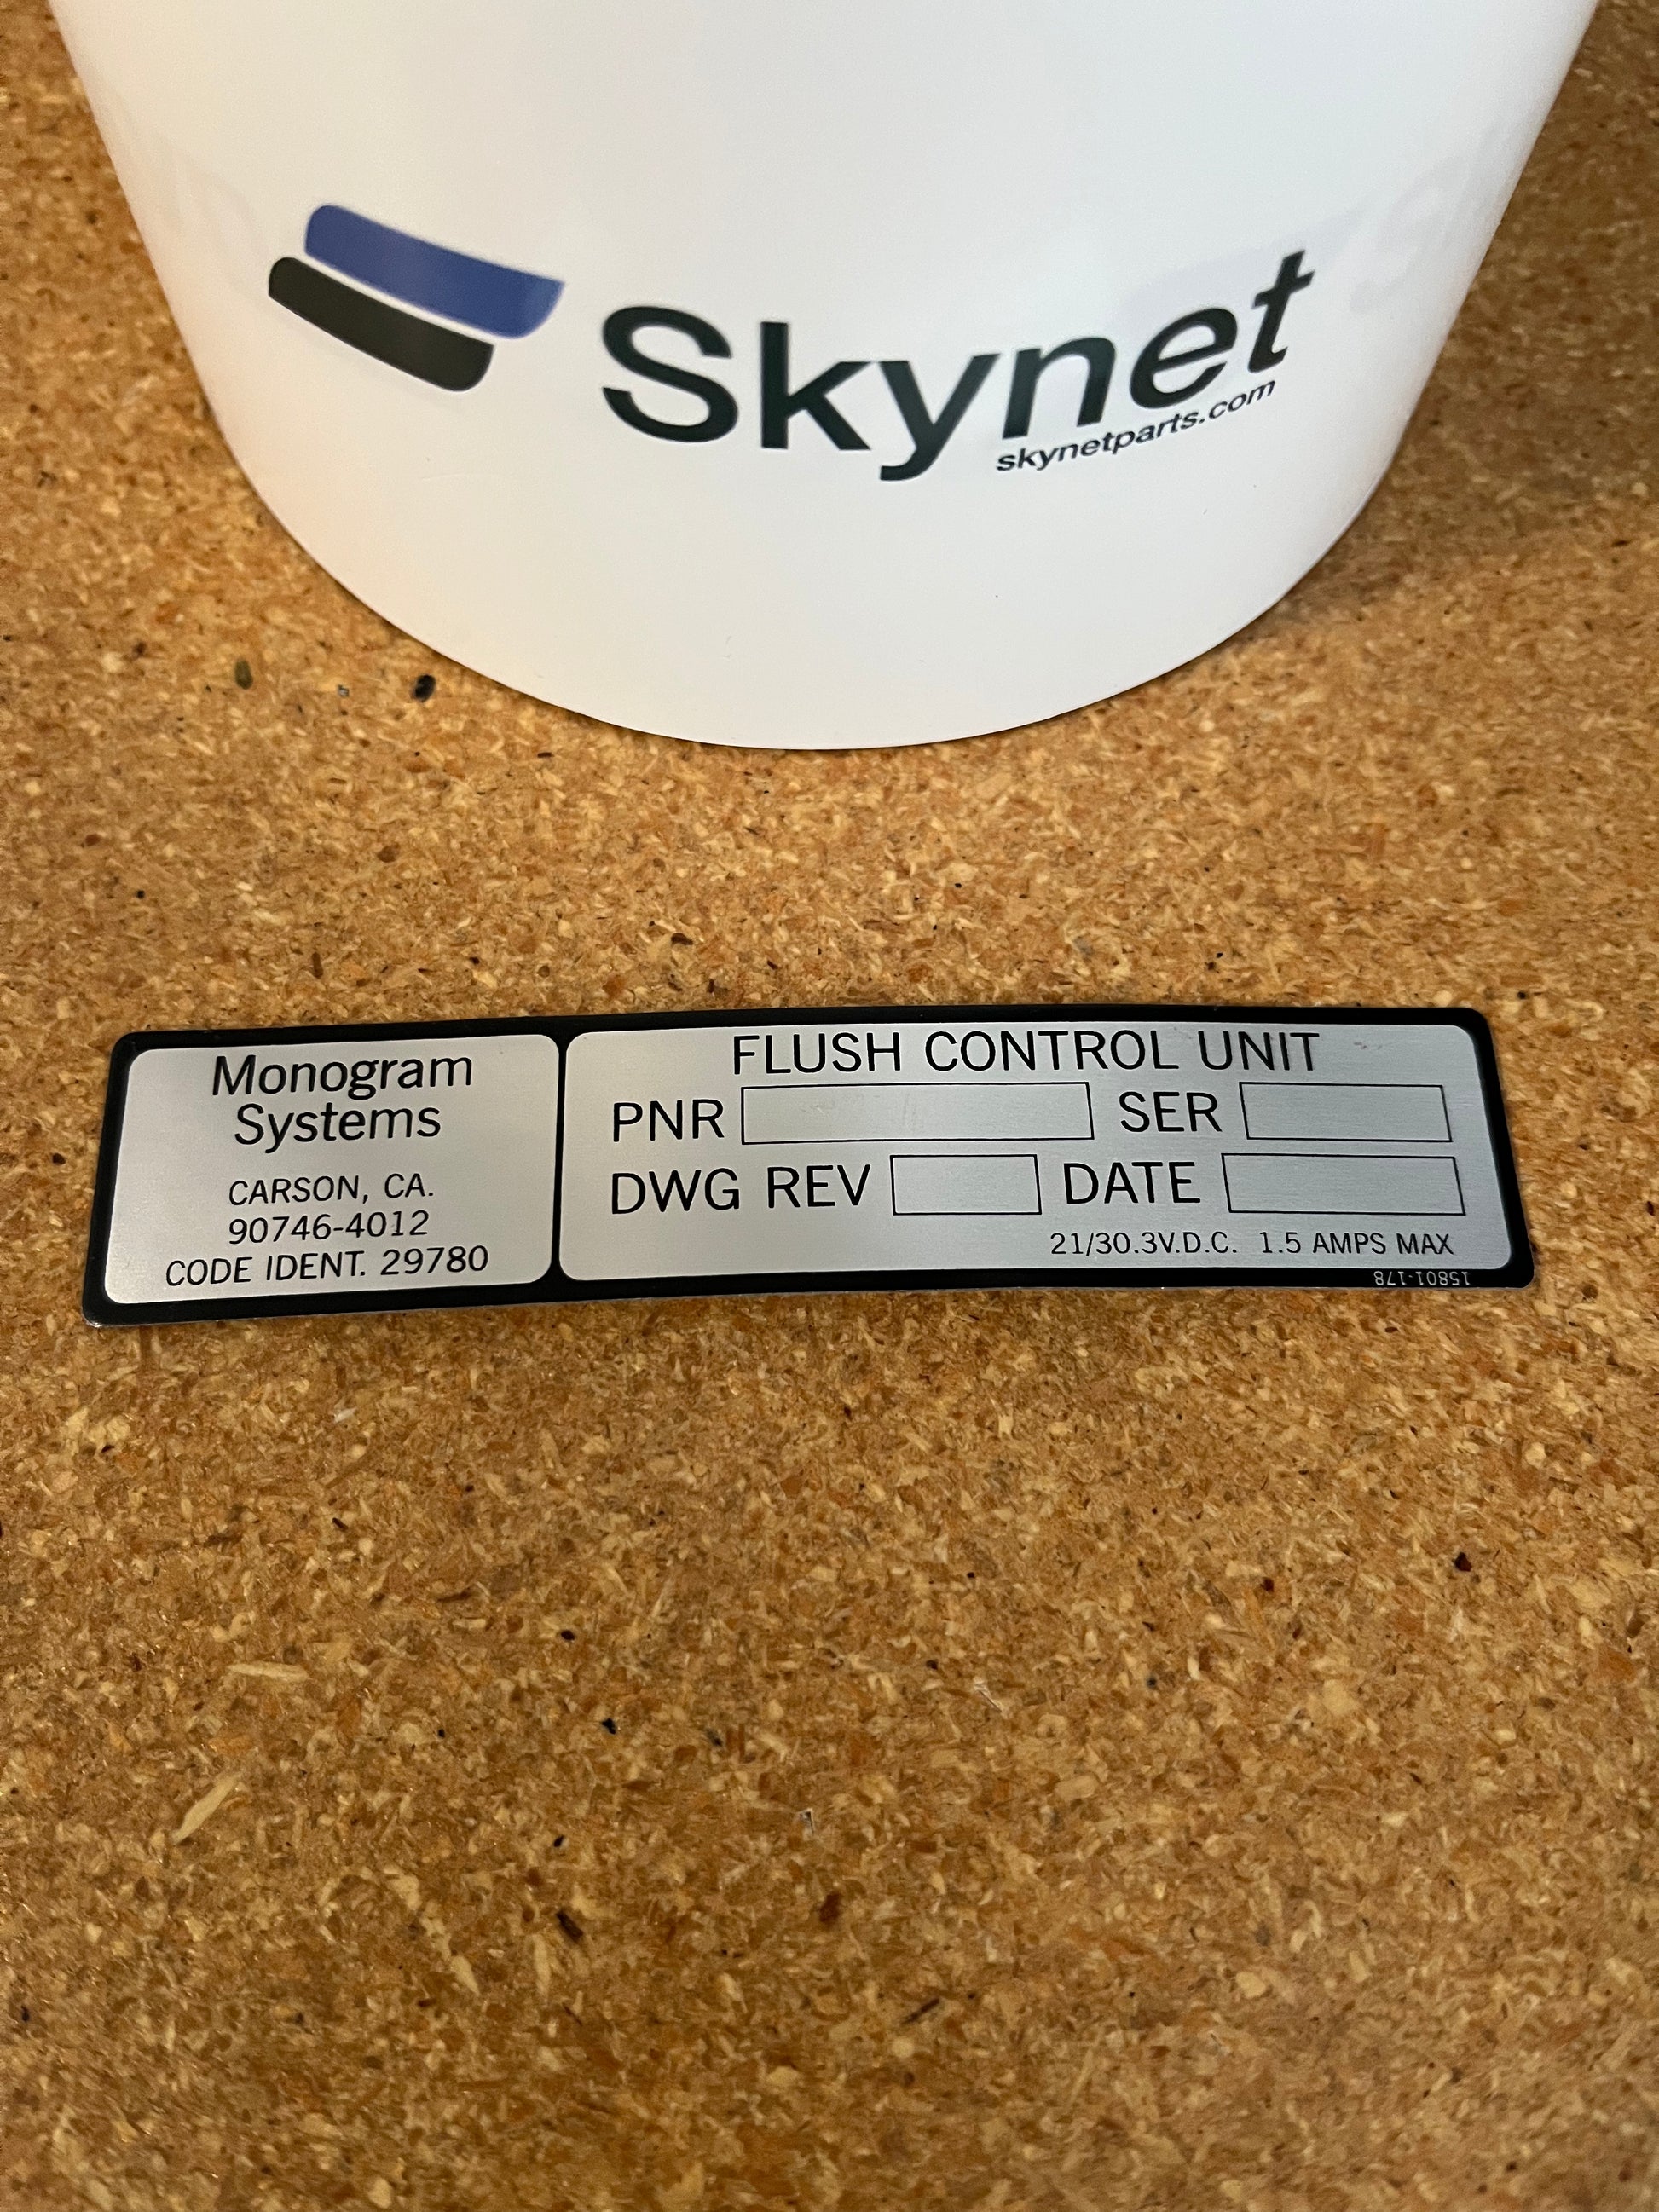 Skynet
skynetparts.com
Monogram
Systems
CARSON, CA.
90746-4012
CODE IDENT. 29780
FLUSH CONTROL UNIT
PNR SER
DWG REV DATE
21/30.3V.D.C. 1.5 AMPS MAX
15801-178